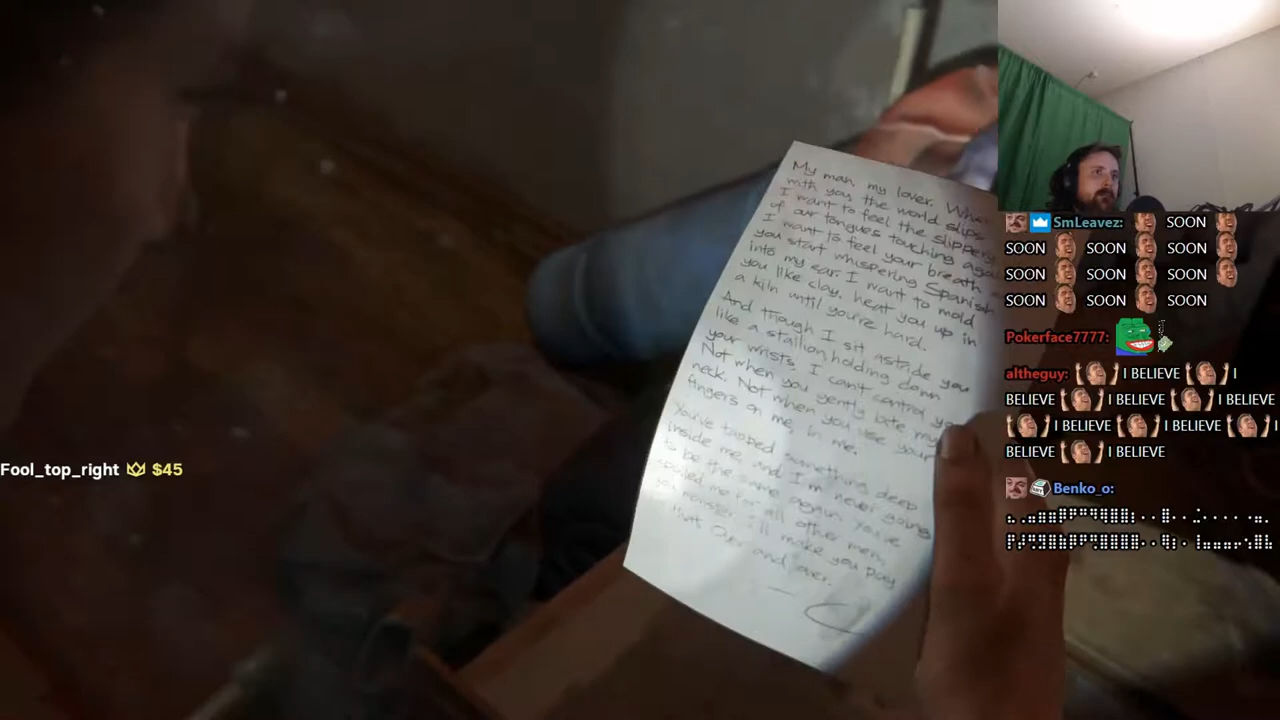 My man, my lover.
with you the world slips
I want to feel the slippery
of our tongues touching
I want to feel your breath
you start whispering Spanish
into my ear. I want to mold
you like clay, heat you up in
a kiln until you're hard.
And though I sit astride you
like a stallion holding down
your wrists, I can't control
Not when you gently bite my
neck. Not when you use your
fingers on me, in me.
You've tapped something deep
inside me, and I'm never going
to be the same again. You've
spoiled me for all other men,
you monster. I'll make you pay
that. Over and over.
— C
Fool_top_right $45
SmLeavez: SOON
SOON SOON SOON
SOON SOON SOON
SOON SOON SOON
Pokerface7777:
altheguy: I BELIEVE I
BELIEVE I BELIEVE I BELIEVE
I BELIEVE I BELIEVE I
BELIEVE I BELIEVE
Benko_o: